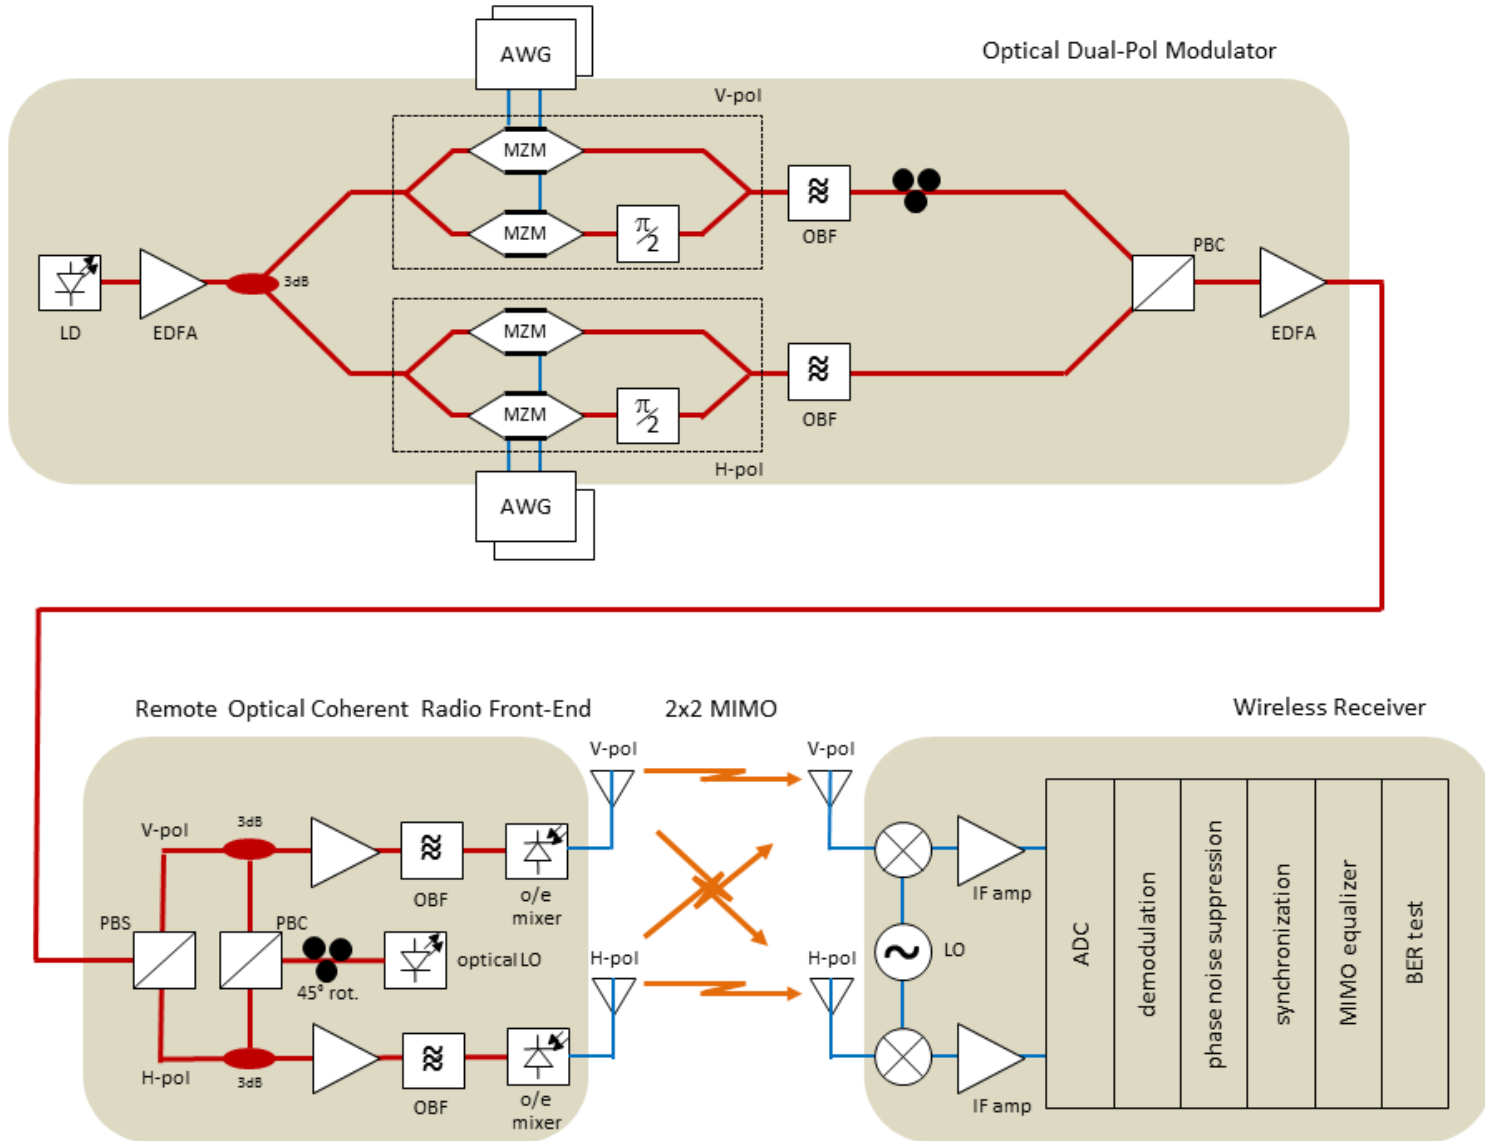 AWG
Optical Dual-Pol Modulator
V-pol
MZM
MZM
π/2
OBF
PBC
3dB
LD
EDFA
EDFA
MZM
MZM
π/2
OBF
H-pol
AWG
Remote Optical Coherent Radio Front-End
2x2 MIMO
Wireless Receiver
V-pol
V-pol
V-pol
3dB
OBF
o/e
mixer
IF amp
PBS
PBC
optical LO
45° rot.
H-pol
H-pol
LO
H-pol
3dB
OBF
o/e
mixer
IF amp
ADC
demodulation
phase noise suppression
synchronization
MIMO equalizer
BER test